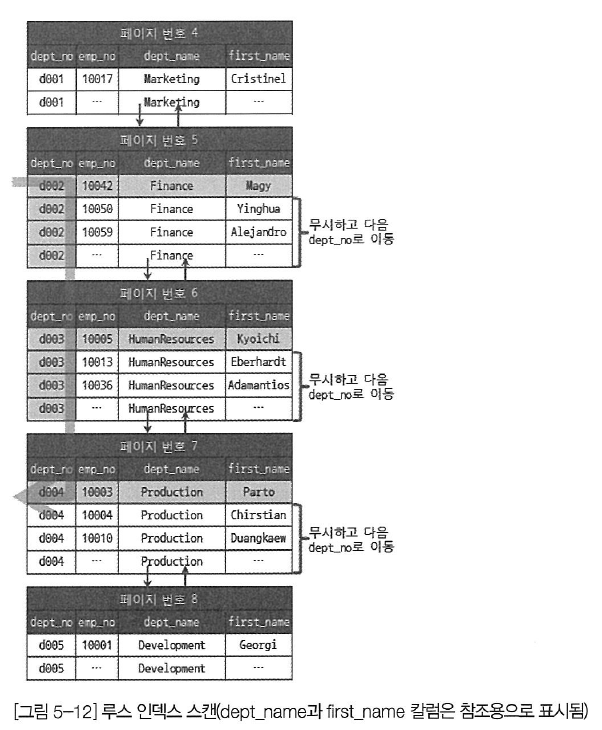 페이지 번호 4
dept_no emp_no dept_name first_name
d001 10017 Marketing Cristinel
d001 ... Marketing ...
페이지 번호 5
dept_no emp_no dept_name first_name
d002 10042 Finance Magy
d002 10050 Finance Yinghua
d002 10059 Finance Alejandro
d002 ... Finance ...
무시하고 다음
dept_no로 이동
페이지 번호 6
dept_no emp_no dept_name first_name
d003 10005 HumanResources Kyoichi
d003 10013 HumanResources Eberhardt
d003 10036 HumanResources Adamantios
d003 ... HumanResources ...
무시하고 다음
dept_no로 이동
페이지 번호 7
dept_no emp_no dept_name first_name
d004 10003 Production Parto
d004 10004 Production Chirstian
d004 10010 Production Duangkaew
d004 ... Production ...
무시하고 다음
dept_no로 이동
페이지 번호 8
dept_no emp_no dept_name first_name
d005 10001 Development Georgi
d005 ... Development ...
[그림 5-12] 루스 인덱스 스캔(dept_name과 first_name 칼럼은 참조용으로 표시됨)